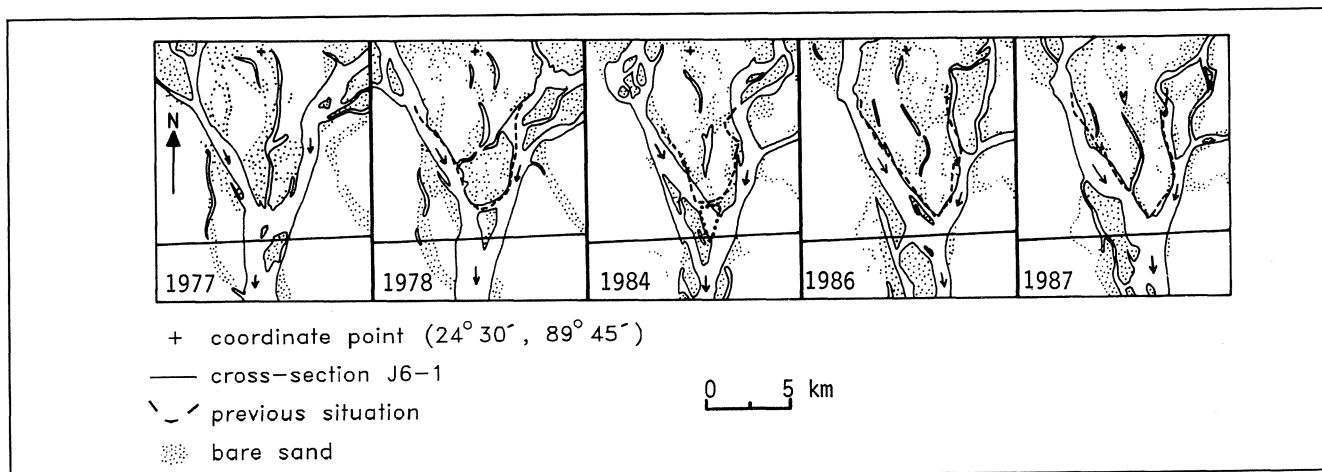 N
1977 1978 1984 1986 1987
+ coordinate point (24° 30´, 89° 45´)
cross-section J6-1
previous situation
bare sand
0 5 km